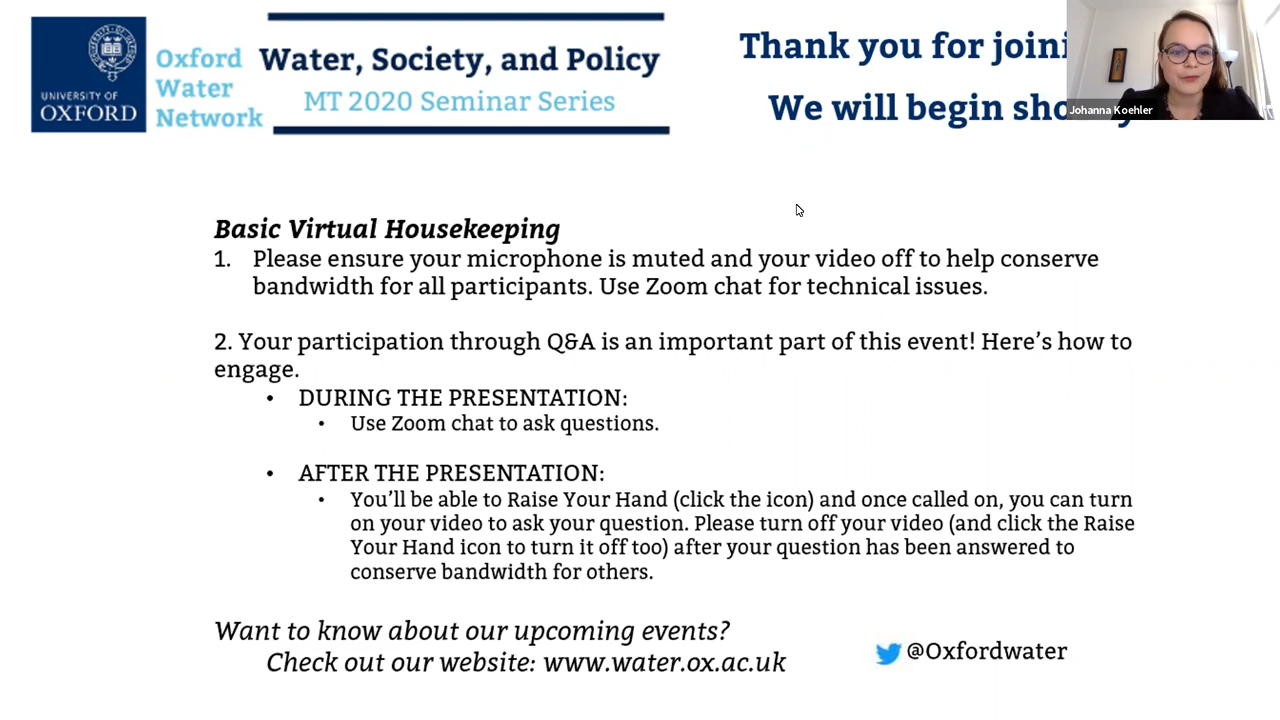 UNIVERSITY OF
OXFORD
Oxford
Water
Network
Water, Society, and Policy
MT 2020 Seminar Series
Thank you for
We will begin
Johanna Koehler
Basic Virtual Housekeeping
1. Please ensure your microphone is muted and your video off to help conserve
bandwidth for all participants. Use Zoom chat for technical issues.
2. Your participation through Q&A is an important part of this event! Here’s how to
engage.
• DURING THE PRESENTATION:
• Use Zoom chat to ask questions.
• AFTER THE PRESENTATION:
• You’ll be able to Raise Your Hand (click the icon) and once called on, you can turn
on your video to ask your question. Please turn off your video (and click the Raise
Your Hand icon to turn it off too) after your question has been answered to
conserve bandwidth for others.
Want to know about our upcoming events?
Check out our website: www.water.ox.ac.uk
@Oxfordwater